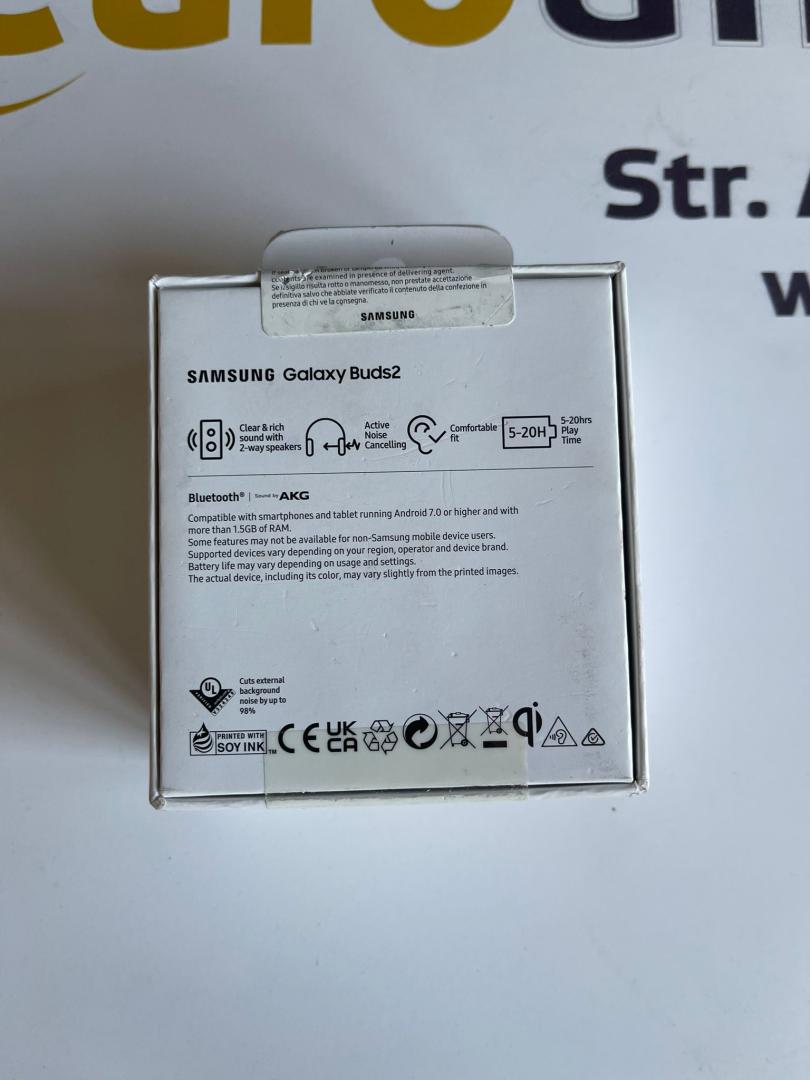 Str.
contents are examined in presence of delivering agent.
Se il sigillo risulta rotto o manomesso, non prestate accettazione
definitiva salvo che abbiate verificato il contenuto della confezione in
presenza di chi ve la consegna.
SAMSUNG
SAMSUNG Galaxy Buds2
Clear & rich
sound with
2-way speakers
Active
Noise
Cancelling
Comfortable
fit
5-20H
5-20hrs
Play
Time
Bluetooth® | Sound by AKG
Compatible with smartphones and tablet running Android 7.0 or higher and with
more than 1.5GB of RAM.
Some features may not be available for non-Samsung mobile device users.
Supported devices vary depending on your region, operator and device brand.
Battery life may vary depending on usage and settings.
The actual device, including its color, may vary slightly from the printed images.
UL
Cuts external
background
noise by up to
98%
PRINTED WITH
SOY INK™
CE
UK
CA
qi